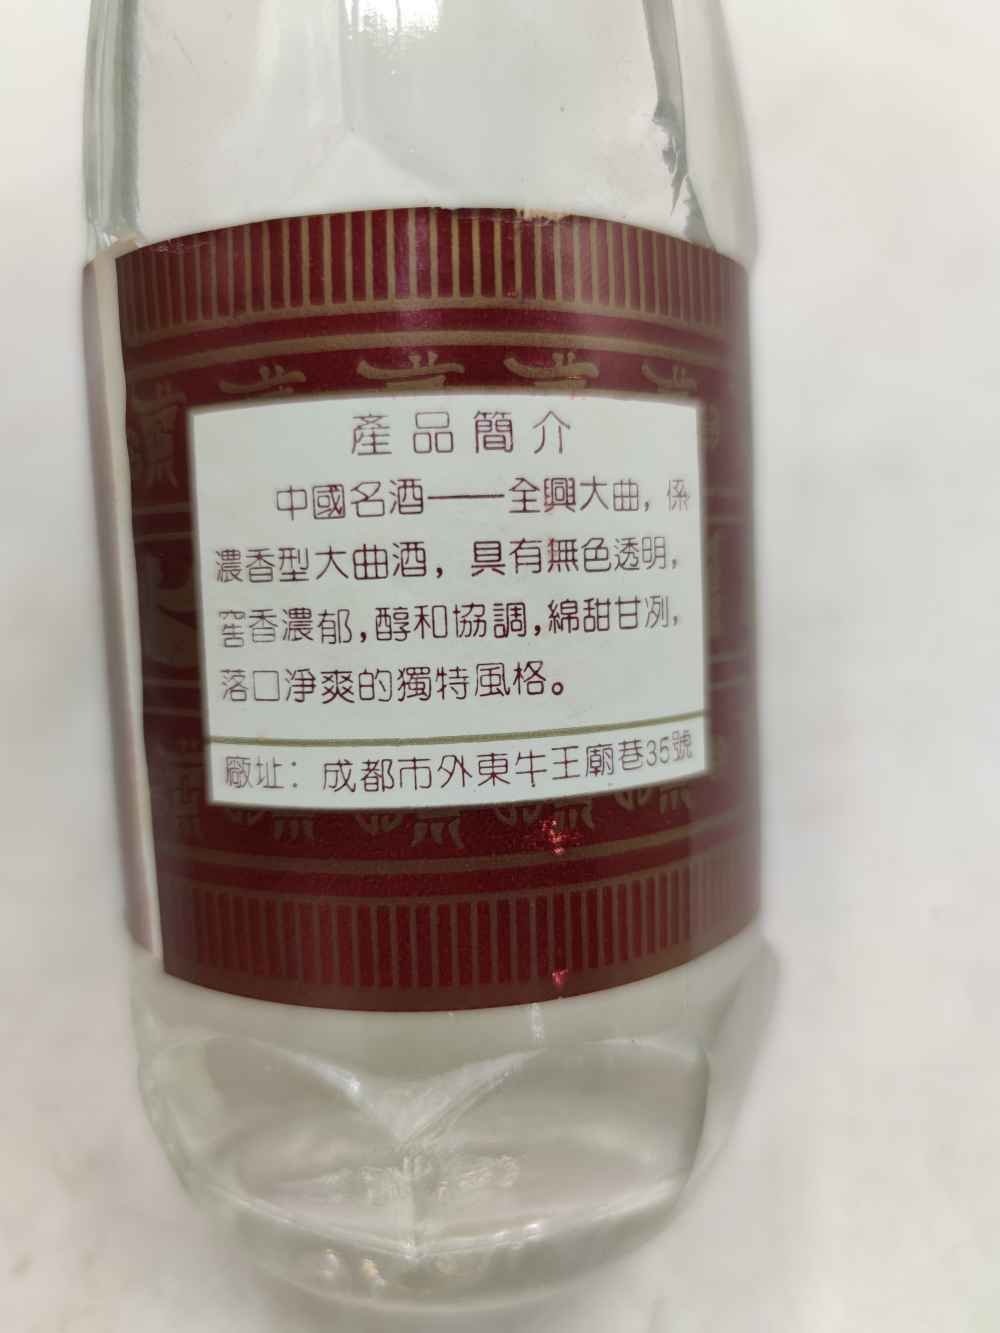 產品簡介
中國名酒——全興大曲，係
濃香型大曲酒，具有無色透明，
窖香濃郁，醇和協調，綿甜甘洌，
落口淨爽的獨特風格。
廠址：成都市外東牛王廟巷35號